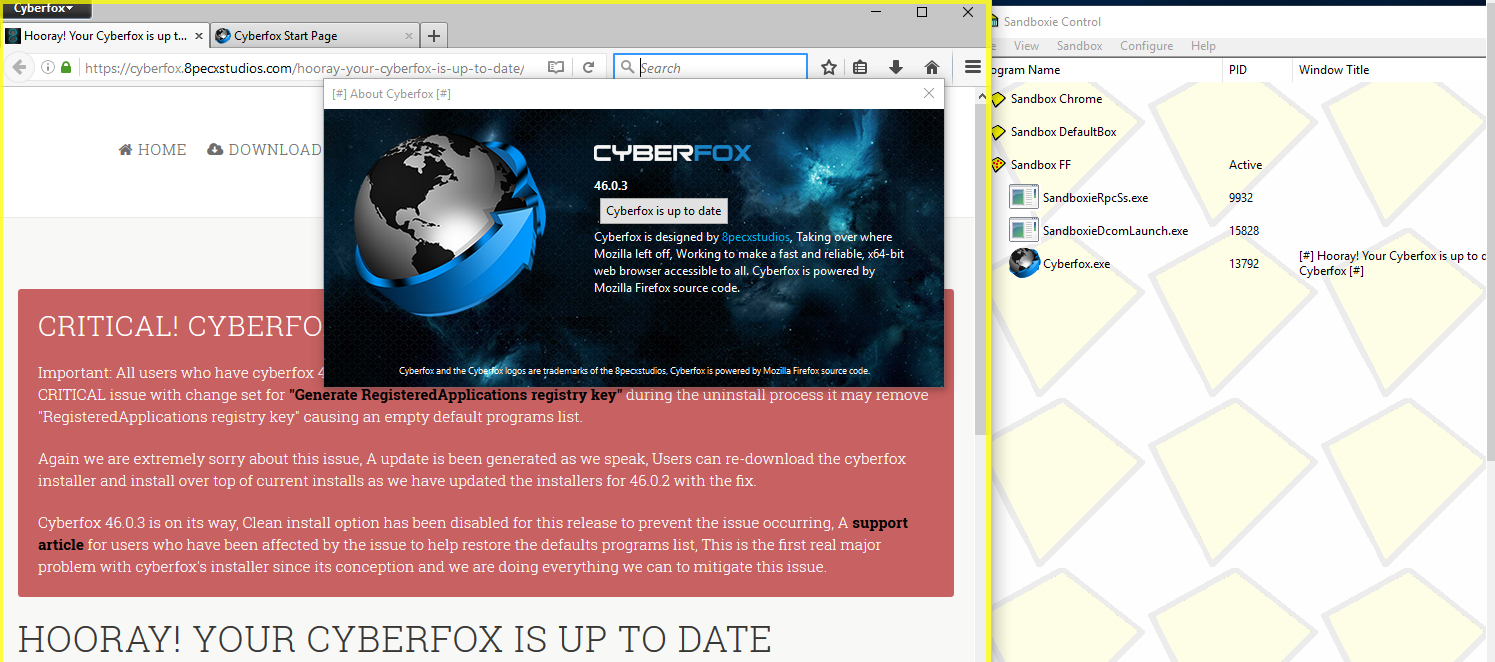 Cyberfox
Hooray! Your Cyberfox is up t...
Cyberfox Start Page
https://cyberfox.8pecxstudios.com/hooray-your-cyberfox-is-up-to-date/
Search
HOME
DOWNLOAD
[#] About Cyberfox [#]
CYBERFOX
46.0.3
Cyberfox is up to date
Cyberfox is designed by 8pecxstudios, Taking over where
Mozilla left off, Working to make a fast and reliable, x64-bit
web browser accessible to all. Cyberfox is powered by
Mozilla Firefox source code.
Cyberfox and the Cyberfox logos are trademarks of the 8pecxstudios, Cyberfox is powered by Mozilla Firefox source code.
CRITICAL! CYBERFO
Important: All users who have cyberfox 4
CRITICAL issue with change set for "Generate RegisteredApplications registry key" during the uninstall process it may remove
"RegisteredApplications registry key" causing an empty default programs list.
Again we are extremely sorry about this issue, A update is been generated as we speak, Users can re-download the cyberfox
installer and install over top of current installs as we have updated the installers for 46.0.2 with the fix.
Cyberfox 46.0.3 is on its way, Clean install option has been disabled for this release to prevent the issue occurring, A support
article for users who have been affected by the issue to help restore the defaults programs list, This is the first real major
problem with cyberfox's installer since its conception and we are doing everything we can to mitigate this issue.
HOORAY! YOUR CYBERFOX IS UP TO DATE
Sandboxie Control
e View Sandbox Configure Help
ogram Name PID Window Title
Sandbox Chrome
Sandbox DefaultBox
Sandbox FF Active
SandboxieRpcSs.exe 9932
SandboxieDcomLaunch.exe 15828
Cyberfox.exe 13792 [#] Hooray! Your Cyberfox is up to d
Cyberfox [#]